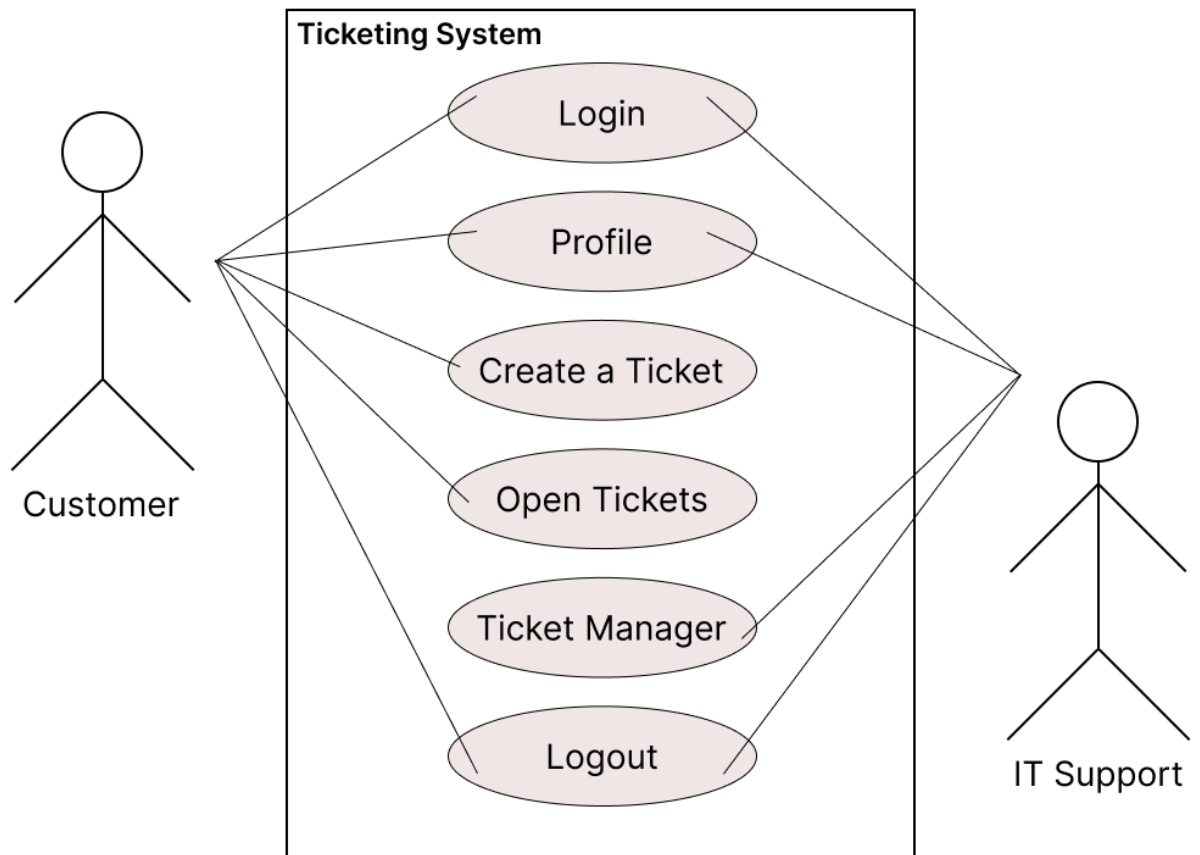 Ticketing System
Login
Profile
Create a Ticket
Open Tickets
Customer
Ticket Manager
Logout
IT Support